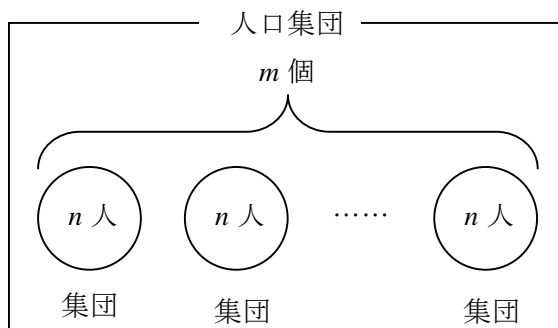 人口集団
m 個
n 人 n 人 …… n 人
集団 集団 集団